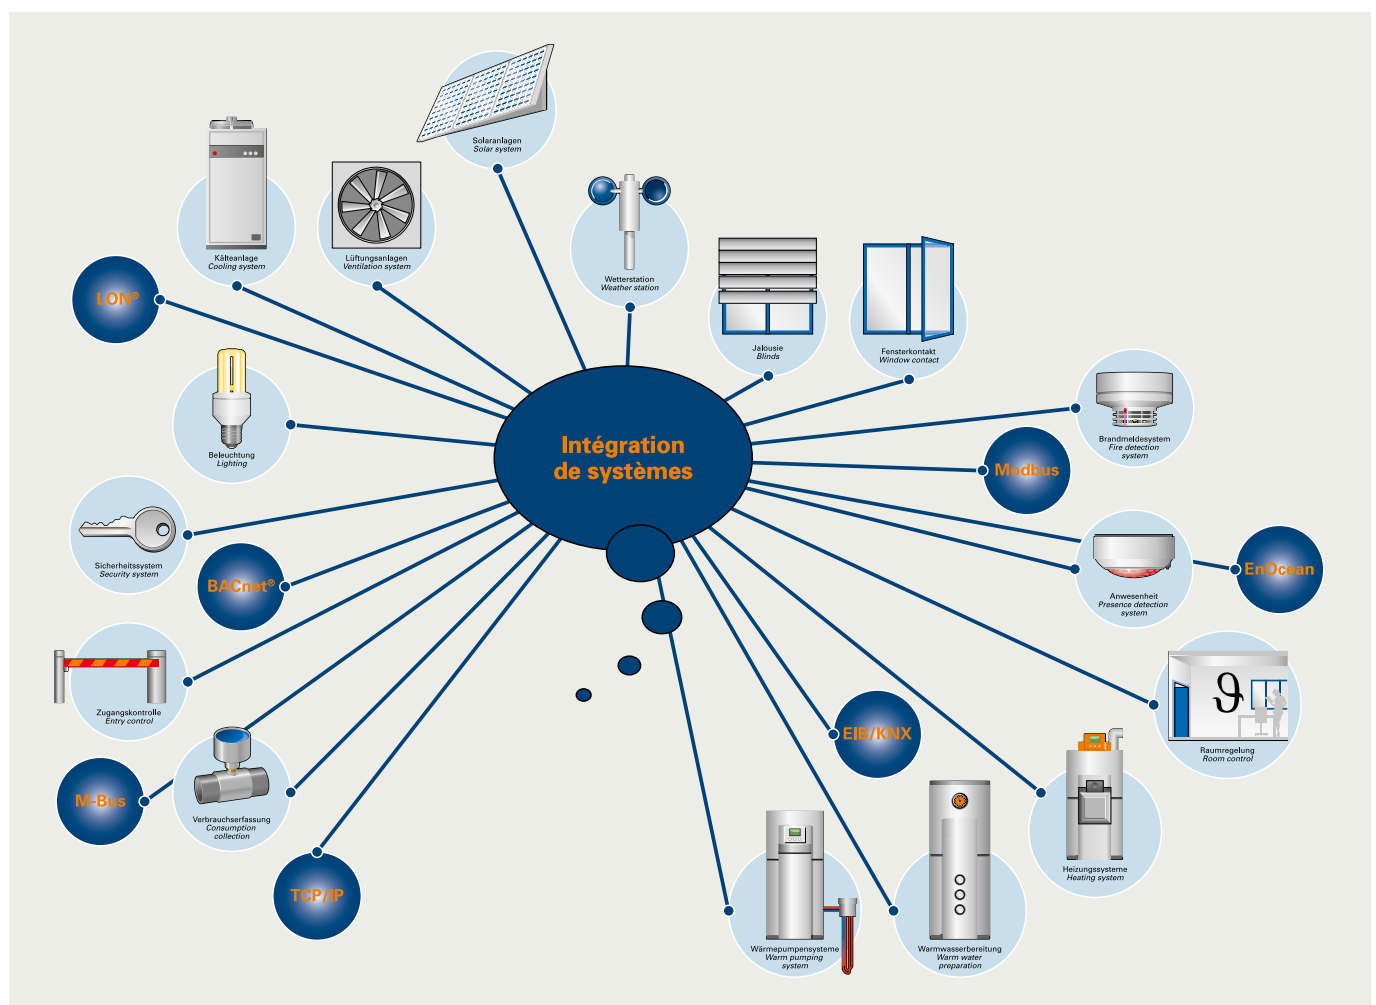 Solaranlagen
Solar system
Kälteanlage
Cooling system
Lüftungsanlagen
Ventilation system
Wetterstation
Weather station
LON®
Jalousie
Blinds
Fensterkontakt
Window contact
Beleuchtung
Lighting
Intégration
de systèmes
Brandmeldesystem
Fire detection
system
Modbus
Sicherheitssystem
Security system
BACnet®
Anwesenheit
Presence detection
system
EnOcean
Zugangskontrolle
Entry control
ϑ
Raumregelung
Room control
EIB/KNX
M-Bus
Verbrauchserfassung
Consumption
collection
TCP/IP
Heizungssysteme
Heating system
Wärmepumpensysteme
Warm pumping
system
Warmwasserbereitung
Warm water
preparation